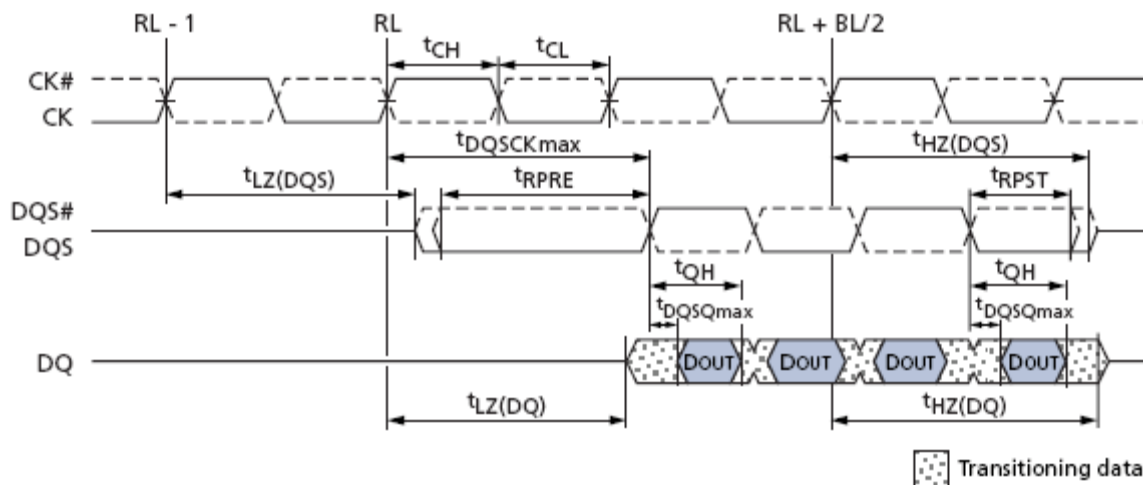 RL - 1 RL RL + BL/2
tCH tCL
CK#
CK
tDQSCKmax tHZ(DQS)
tLZ(DQS) tRPRE tRPST
DQS#
DQS
tQH tQH
tDQSQmax tDQSQmax
DQ DOUT DOUT DOUT DOUT
tLZ(DQ) tHZ(DQ)
Transitioning data